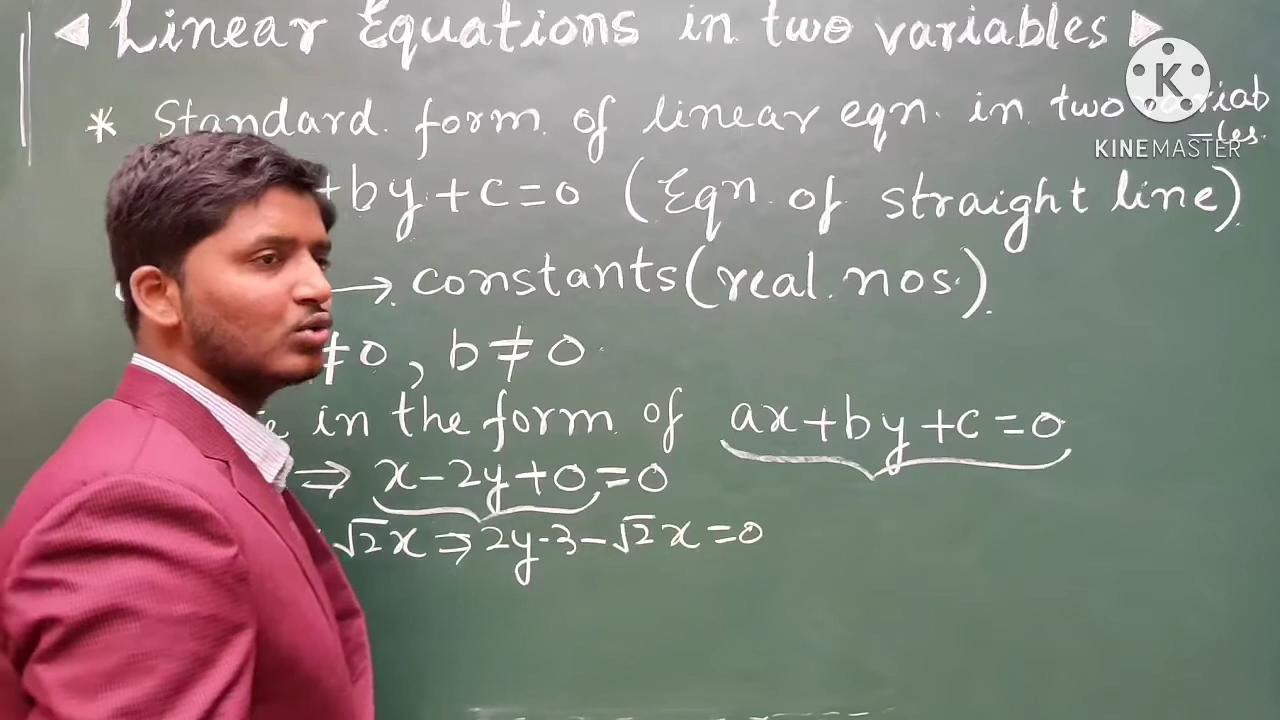 Linear Equations in two variables
* Standard form of linear eqn. in two variab
=les.
+by+c=0 (Eqn. of straight line)
→ constants (real nos.)
≠0, b≠0
in the form of ax+by+c=0
⇒ x-2y+0=0
√2x ⇒ 2y-3-√2x=0
K
KINEMASTER